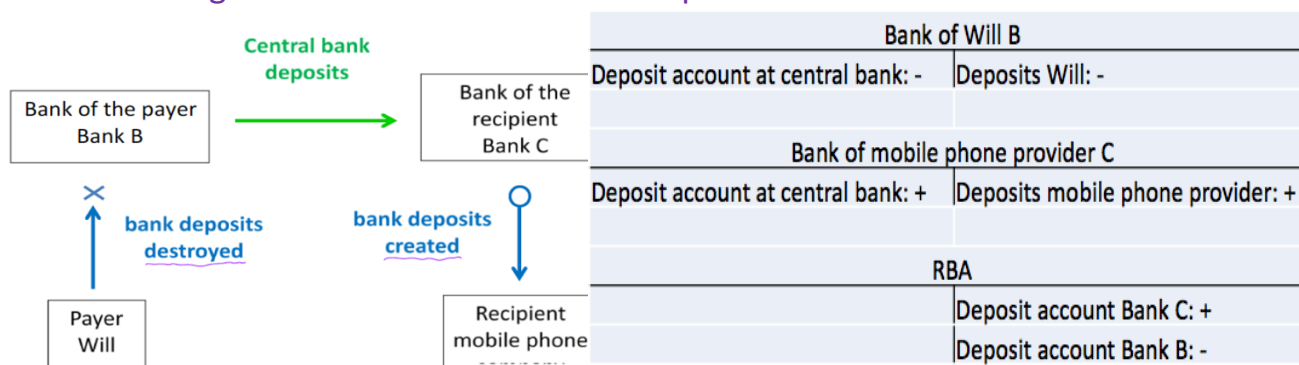 Central bank
deposits
Bank of the payer
Bank B
Bank of the
recipient
Bank C
bank deposits
destroyed
bank deposits
created
Payer
Will
Recipient
mobile phone
Bank of Will B
Deposit account at central bank: -
Deposits Will: -
Bank of mobile phone provider C
Deposit account at central bank: +
Deposits mobile phone provider: +
RBA
Deposit account Bank C: +
Deposit account Bank B: -